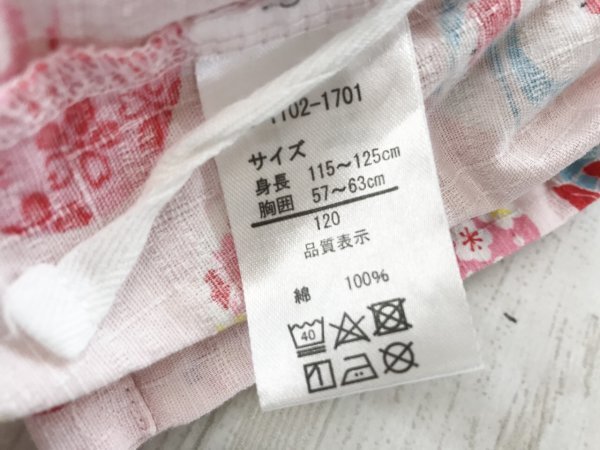 1102-1701
サイズ
身長 115～125cm
胸囲 57～63cm
120
品質表示
綿 100%
40